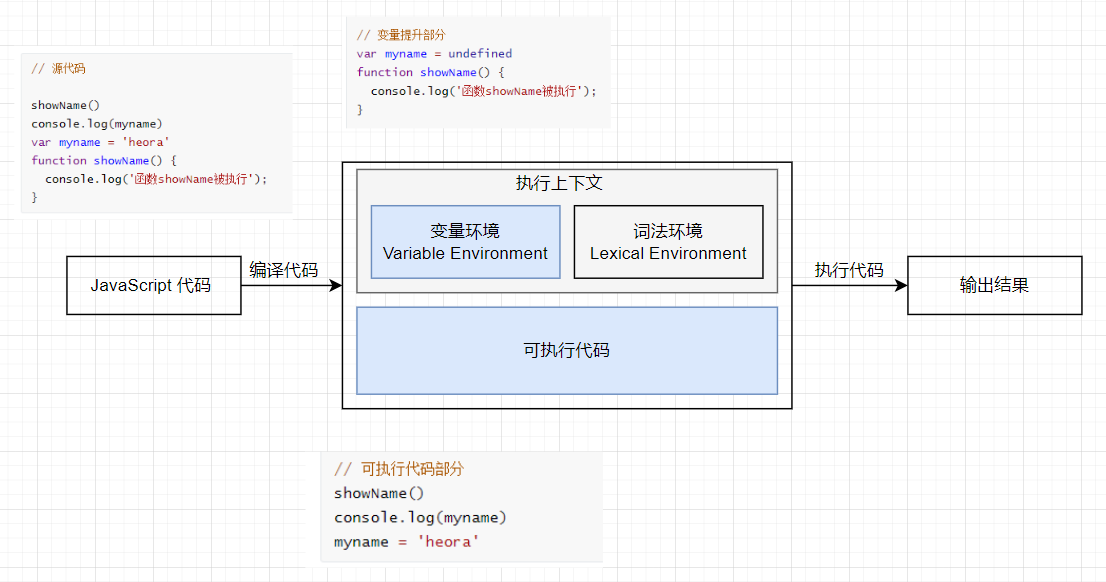 // 变量提升部分
var myname = undefined
function showName() {
  console.log('函数showName被执行');
}
// 源代码
showName()
console.log(myname)
var myname = 'heora'
function showName() {
  console.log('函数showName被执行');
}
执行上下文
变量环境
Variable Environment
词法环境
Lexical Environment
JavaScript 代码
编译代码
执行代码
输出结果
可执行代码
// 可执行代码部分
showName()
console.log(myname)
myname = 'heora'